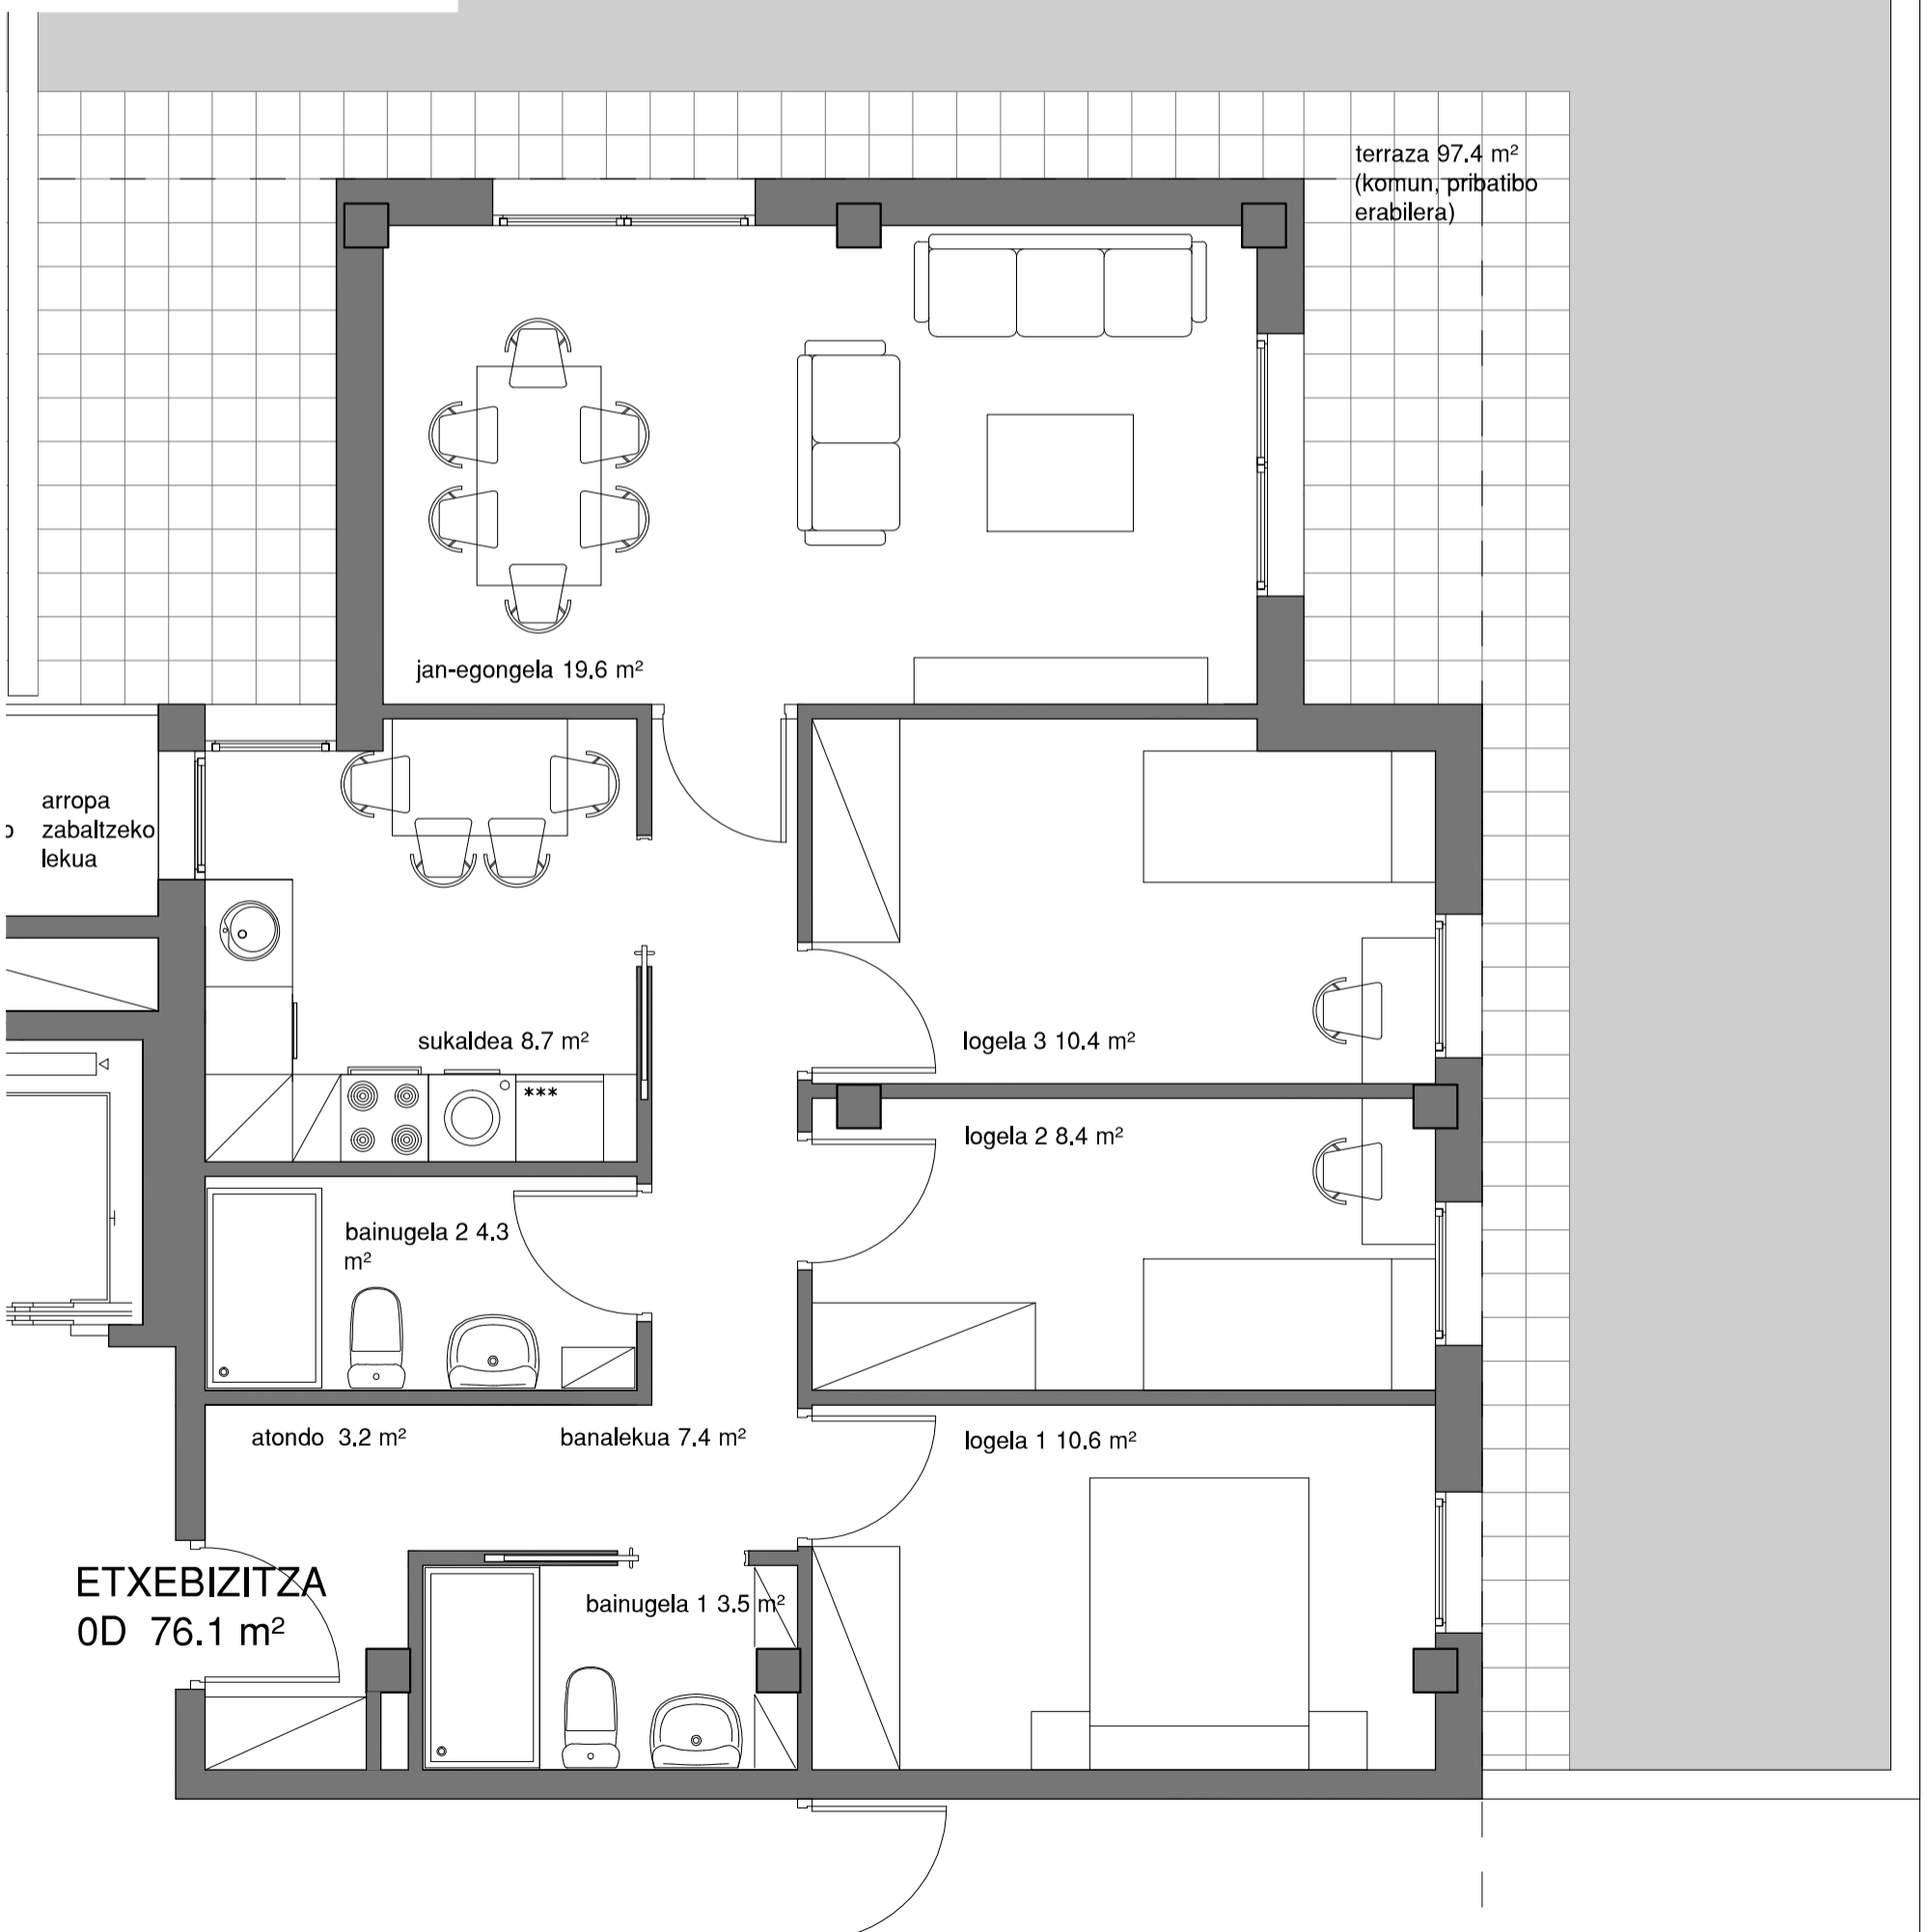 terraza 97.4 m²
(komun, pribatibo
erabilera)
jan-egongela 19.6 m²
arropa
o zabaltzeko
lekua
sukaldea 8.7 m²
***
logela 3 10.4 m²
logela 2 8.4 m²
bainugela 2 4.3
m²
atondo 3.2 m²
banalekua 7.4 m²
logela 1 10.6 m²
ETXEBIZITZA
0D 76.1 m²
bainugela 1 3.5 m²